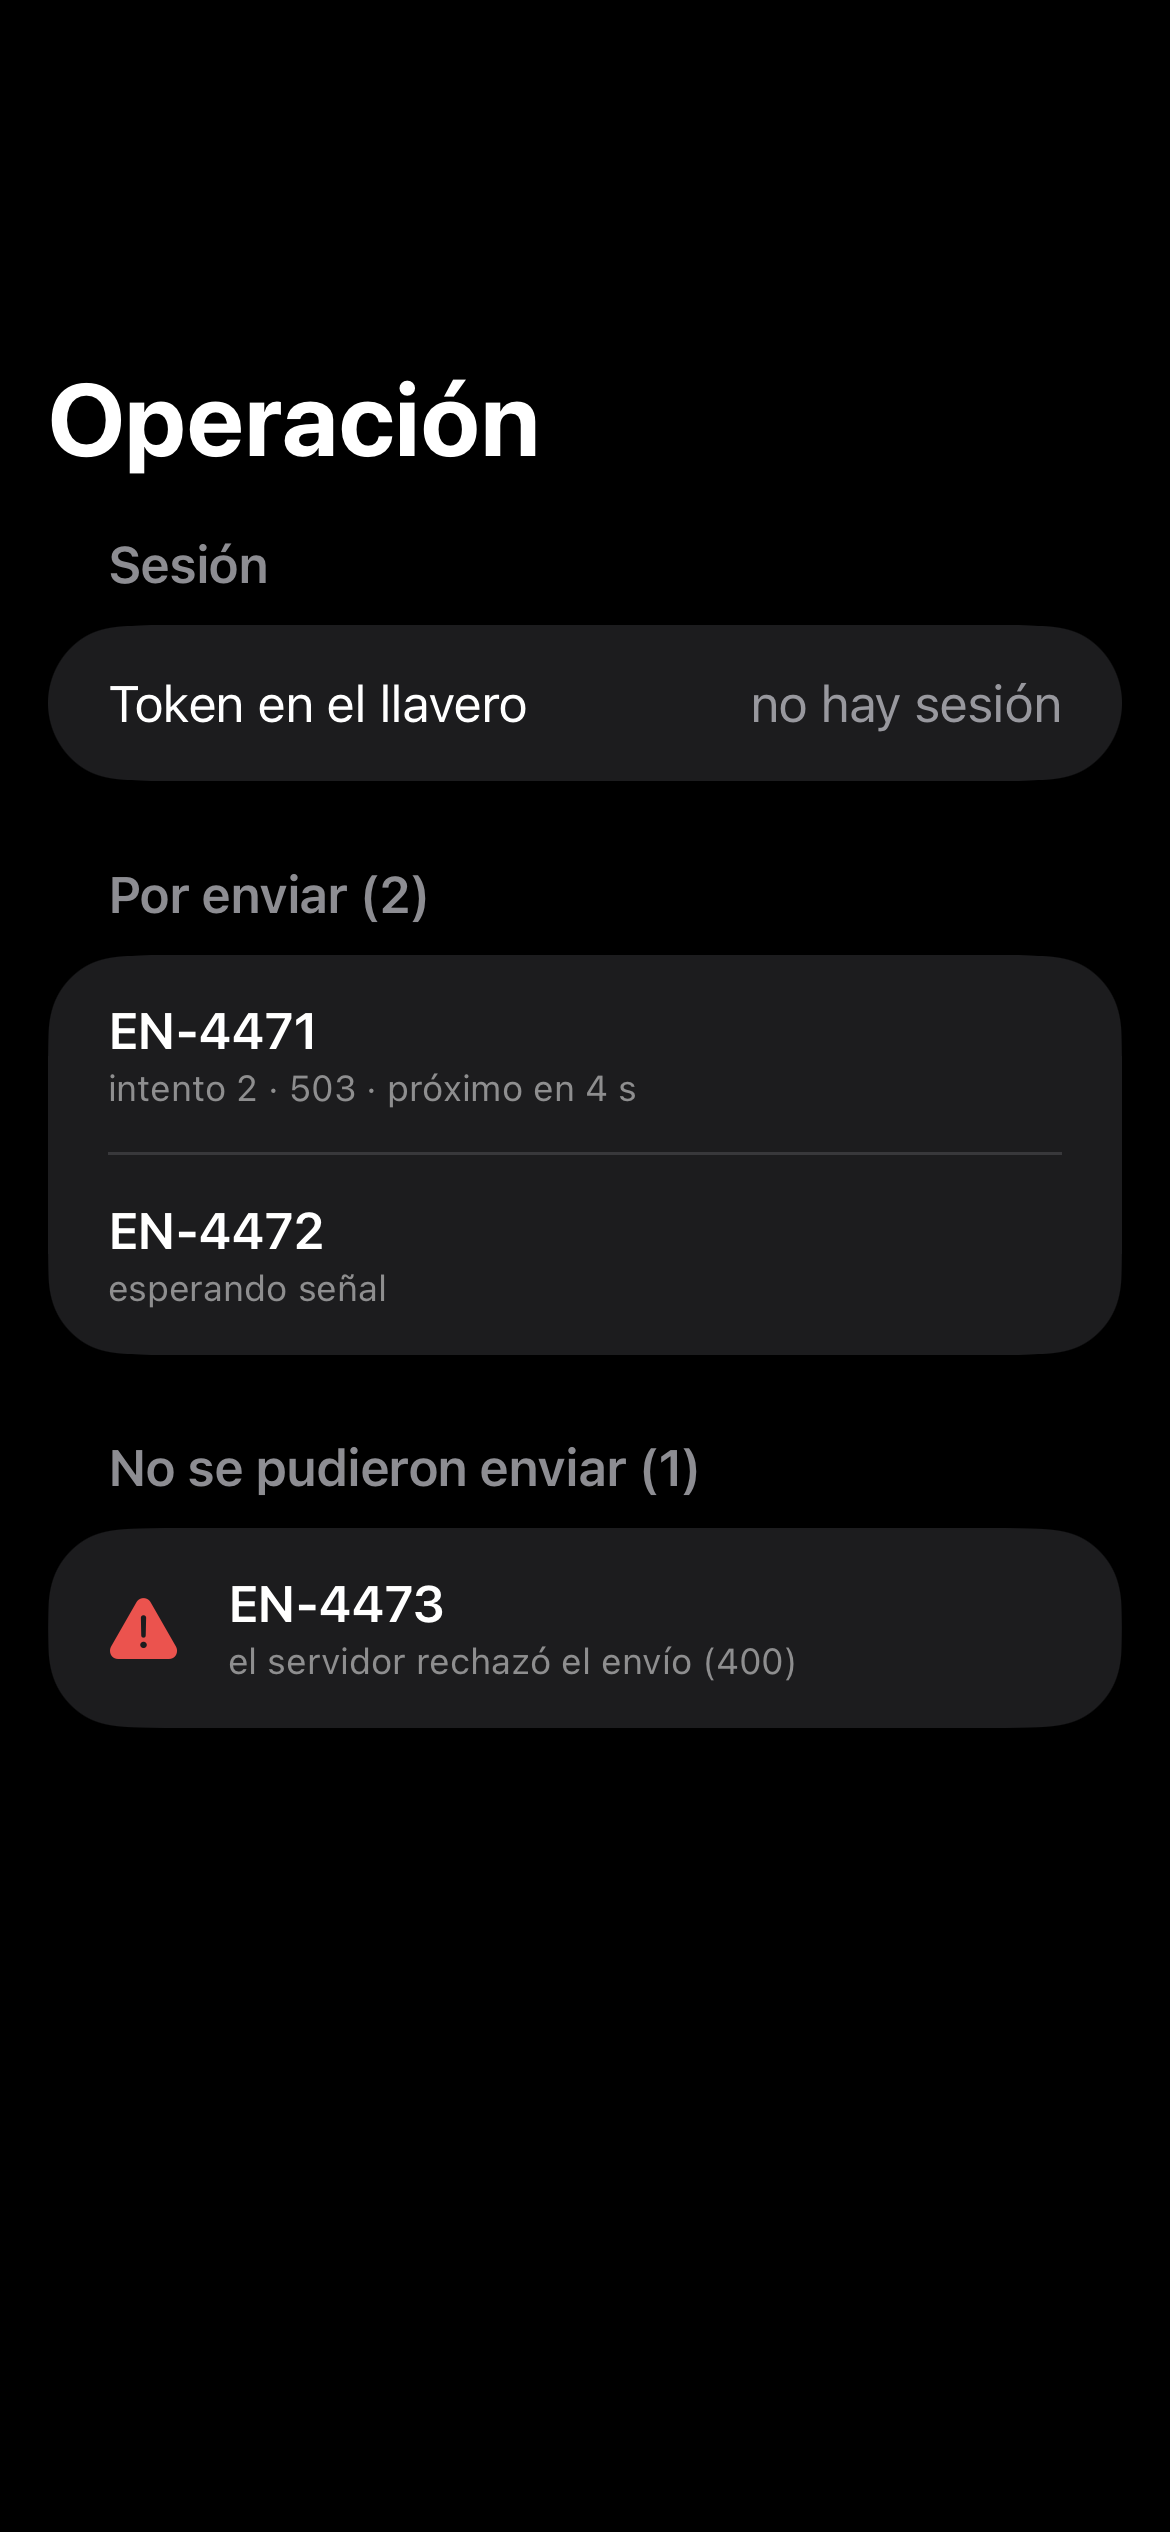 Operación
Sesión
Token en el llavero no hay sesión
Por enviar (2)
EN-4471
intento 2 · 503 · próximo en 4 s
EN-4472
esperando señal
No se pudieron enviar (1)
EN-4473
el servidor rechazó el envío (400)